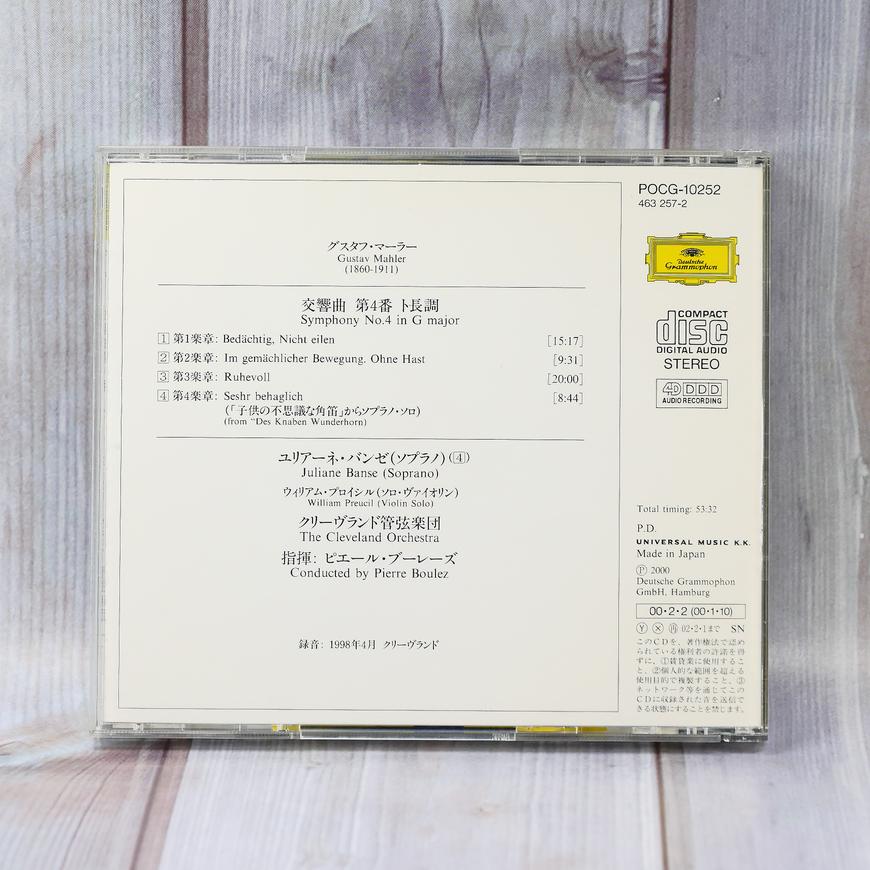 グスタフ・マーラー
Gustav Mahler
(1860-1911)
交響曲 第4番 ト長調
Symphony No.4 in G major
1 第1楽章: Bedächtig, Nicht eilen [15:17]
2 第2楽章: Im gemächlicher Bewegung. Ohne Hast [9:31]
3 第3楽章: Ruhevoll [20:00]
4 第4楽章: Seshr behaglich [8:44]
(「子供の不思議な角笛」からソプラノ・ソロ)
(from "Des Knaben Wunderhorn)
ユリアーネ・バンゼ(ソプラノ)(4)
Juliane Banse (Soprano)
ウィリアム・プロイシル(ソロ・ヴァイオリン)
William Preucil (Violin Solo)
クリーヴランド管弦楽団
The Cleveland Orchestra
指揮: ピエール・ブーレーズ
Conducted by Pierre Boulez
録音: 1998年4月 クリーヴランド
POCG-10252
463 257-2
Deutsche
Grammophon
COMPACT
disc
DIGITAL AUDIO
STEREO
4D DDD
AUDIO RECORDING
Total timing: 53:32
P.D.
UNIVERSAL MUSIC K.K.
Made in Japan
Ⓟ 2000
Deutsche Grammophon
GmbH, Hamburg
00・2・2 (00・1・10)
Ⓨ Ⓧ 02・2・1まで SN
このCDを、著作権法で認め
られている権利者の許諾を得
ずに、①賃貸業に使用するこ
と、②個人的な範囲を超える
使用目的で複製すること、③
ネットワーク等を通じてこの
CDに収録された音を送信で
きる状態にすることを禁じます。